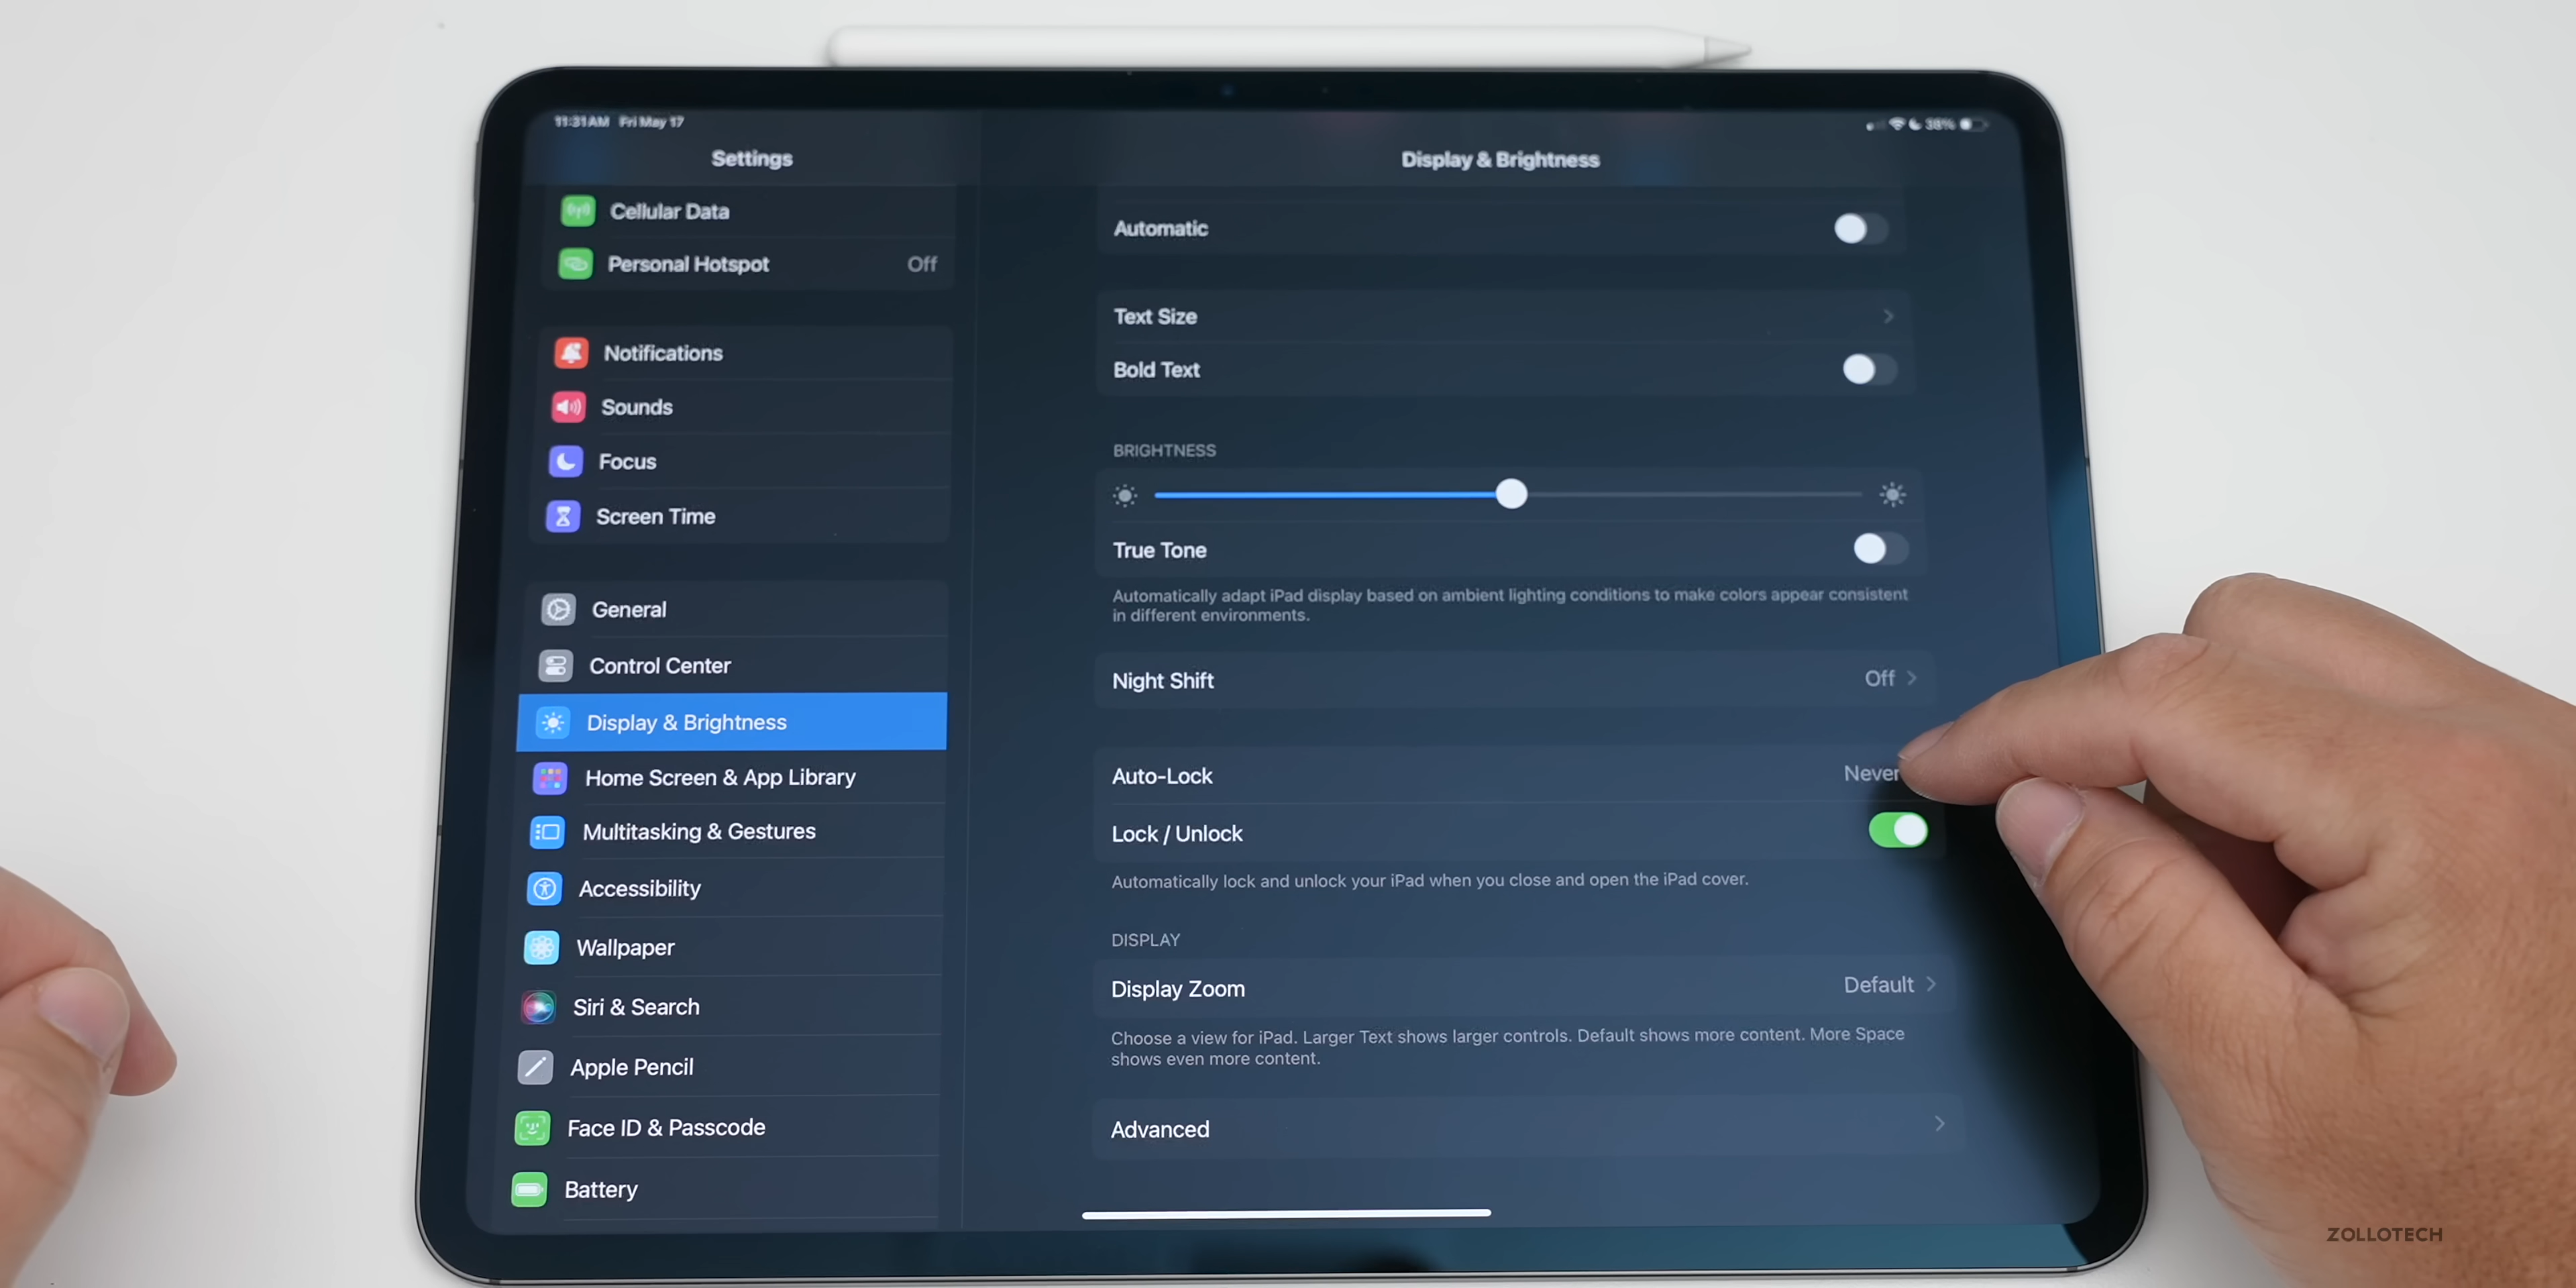 11:31 AM Fri May 17
38%
Settings
Display & Brightness
Cellular Data
Personal Hotspot Off
Notifications
Sounds
Focus
Screen Time
General
Control Center
Display & Brightness
Home Screen & App Library
Multitasking & Gestures
Accessibility
Wallpaper
Siri & Search
Apple Pencil
Face ID & Passcode
Battery
Automatic
Text Size
Bold Text
BRIGHTNESS
True Tone
Automatically adapt iPad display based on ambient lighting conditions to make colors appear consistent
in different environments.
Night Shift Off
Auto-Lock Never
Lock / Unlock
Automatically lock and unlock your iPad when you close and open the iPad cover.
DISPLAY
Display Zoom Default
Choose a view for iPad. Larger Text shows larger controls. Default shows more content. More Space
shows even more content.
Advanced
ZOLLOTECH